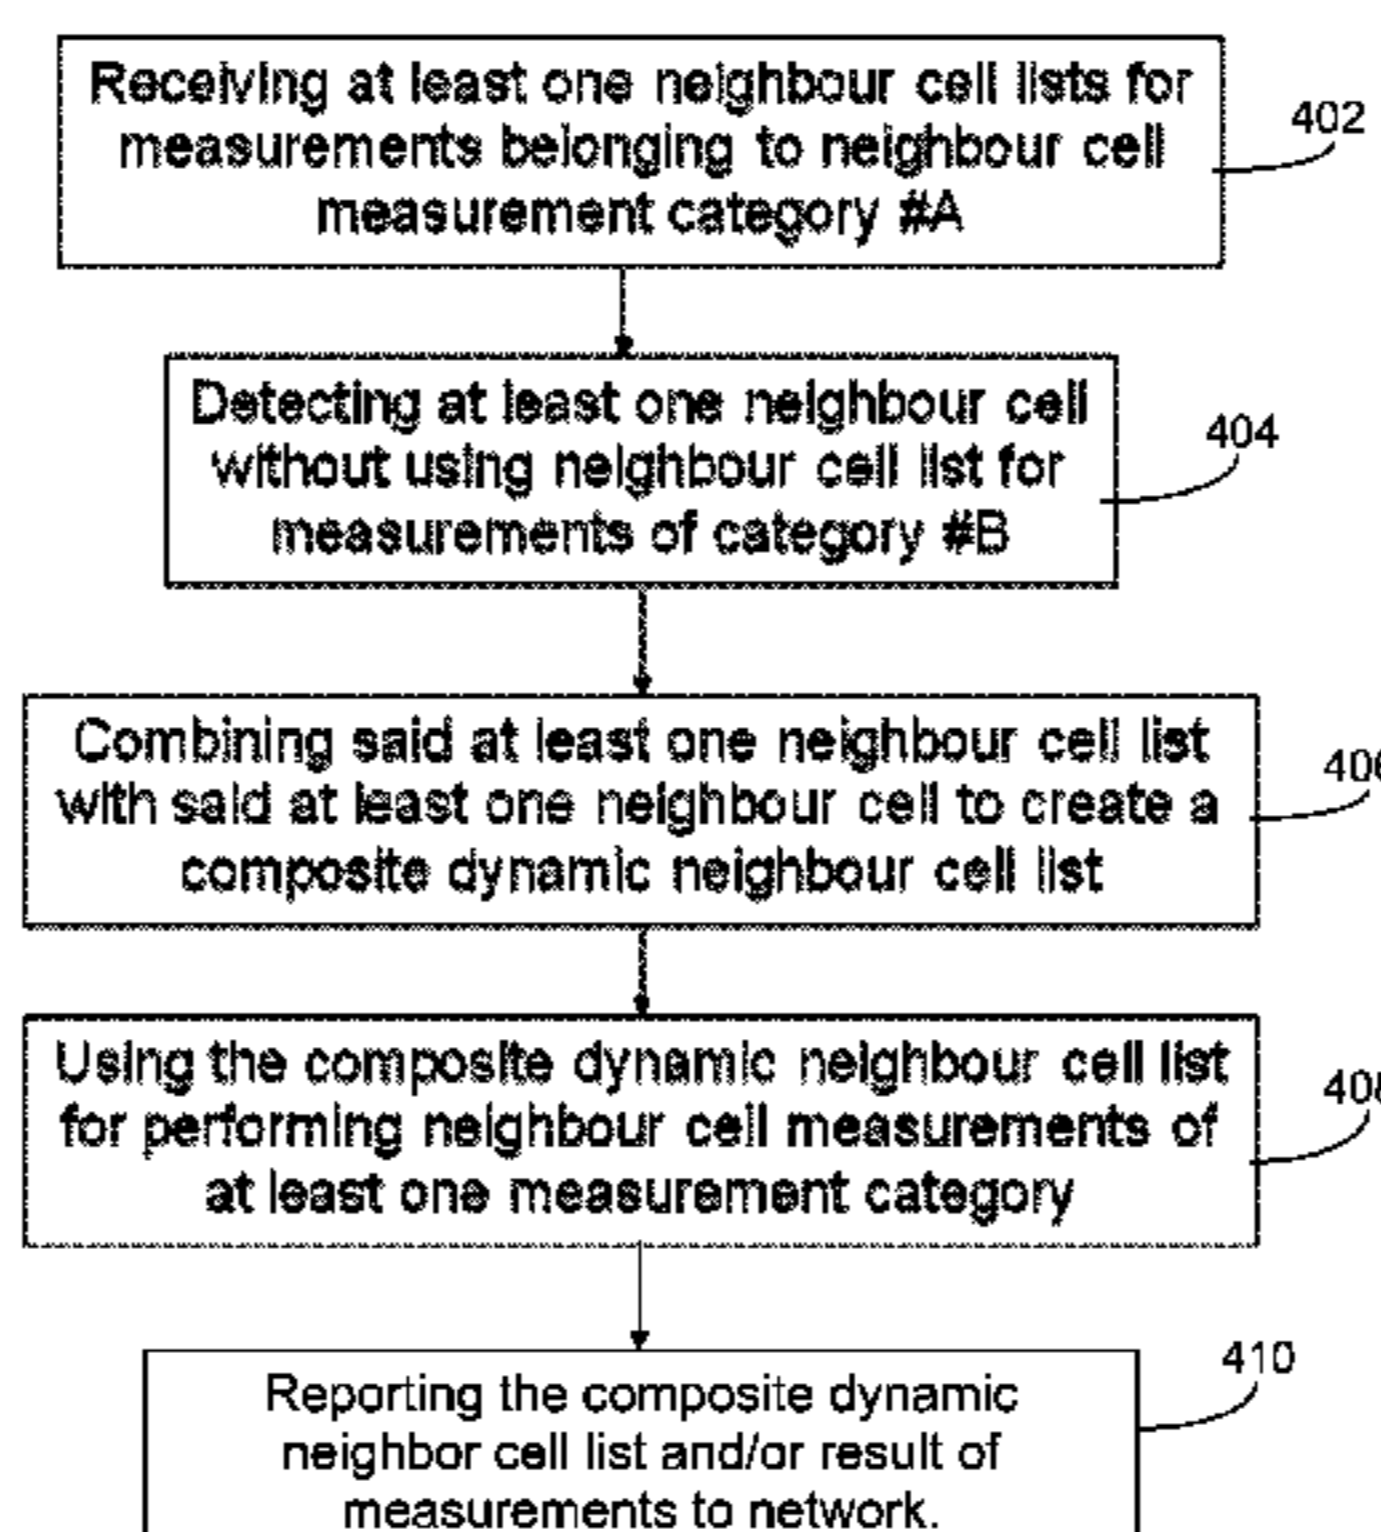 Receiving at least one neighbour cell lists for
measurements belonging to neighbour cell
measurement category #A
402
Detecting at least one neighbour cell
without using neighbour cell list for
measurements of category #B
404
Combining said at least one neighbour cell list
with said at least one neighbour cell to create a
composite dynamic neighbour cell list
406
Using the composite dynamic neighbour cell list
for performing neighbour cell measurements of
at least one measurement category
408
Reporting the composite dynamic
neighbor cell list and/or result of
measurements to network.
410